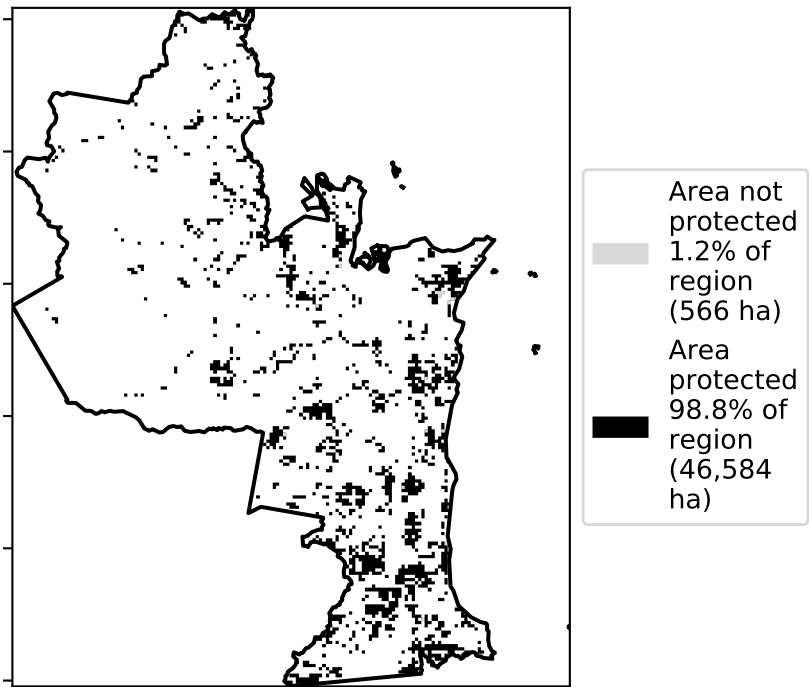 Area not
protected
1.2% of
region
(566 ha)
Area
protected
98.8% of
region
(46,584
ha)